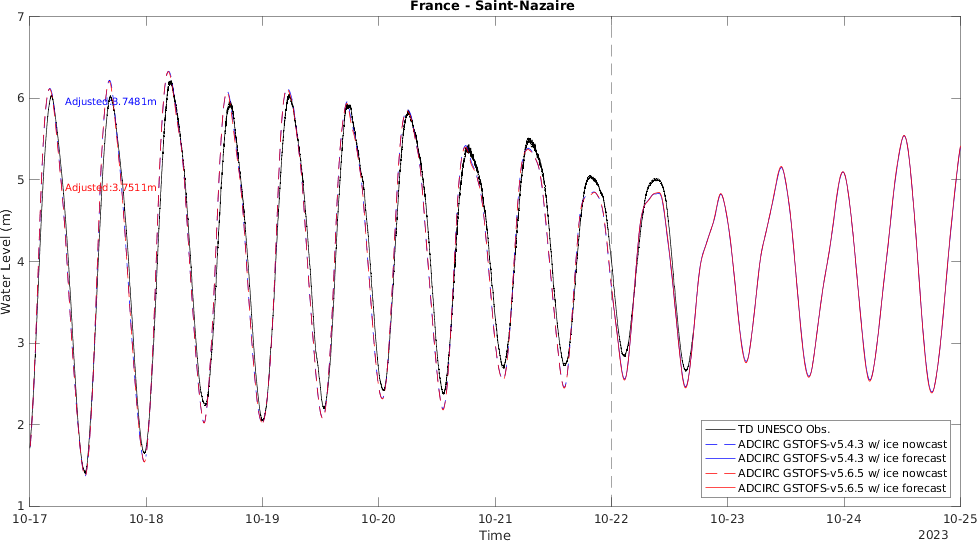 France - Saint-Nazaire
7
6
5
4
3
2
1
Water Level (m)
Adjusted:3.7481m
Adjusted:3.7511m
TD UNESCO Obs.
ADCIRC GSTOFS-v5.4.3 w/ ice nowcast
ADCIRC GSTOFS-v5.4.3 w/ ice forecast
ADCIRC GSTOFS-v5.6.5 w/ ice nowcast
ADCIRC GSTOFS-v5.6.5 w/ ice forecast
10-17 10-18 10-19 10-20 10-21 10-22 10-23 10-24 10-25
Time
2023